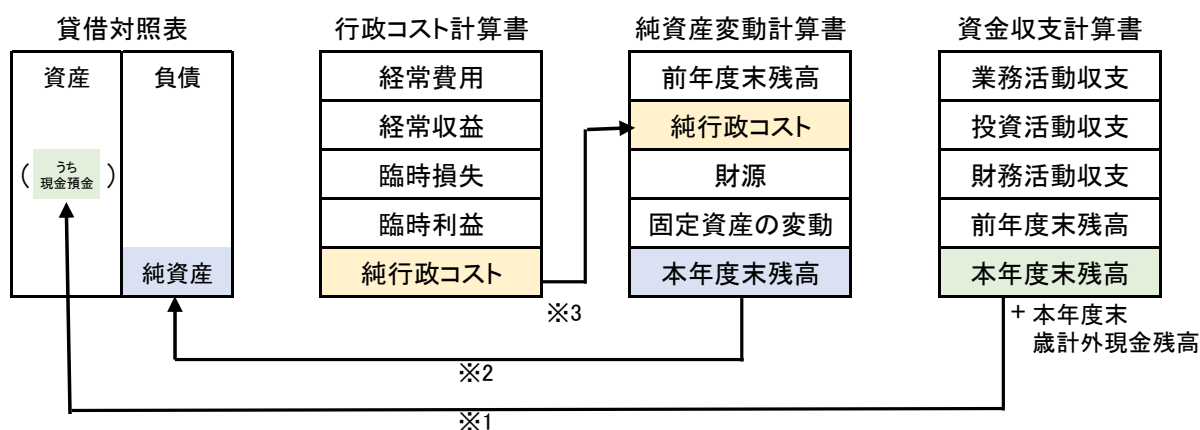 貸借対照表
資産
負債
(うち
現金預金)
純資産
行政コスト計算書
経常費用
経常収益
臨時損失
臨時利益
純行政コスト
純資産変動計算書
前年度末残高
純行政コスト
財源
固定資産の変動
本年度末残高
資金収支計算書
業務活動収支
投資活動収支
財務活動収支
前年度末残高
本年度末残高
+ 本年度末
歳計外現金残高
※3
※2
※1